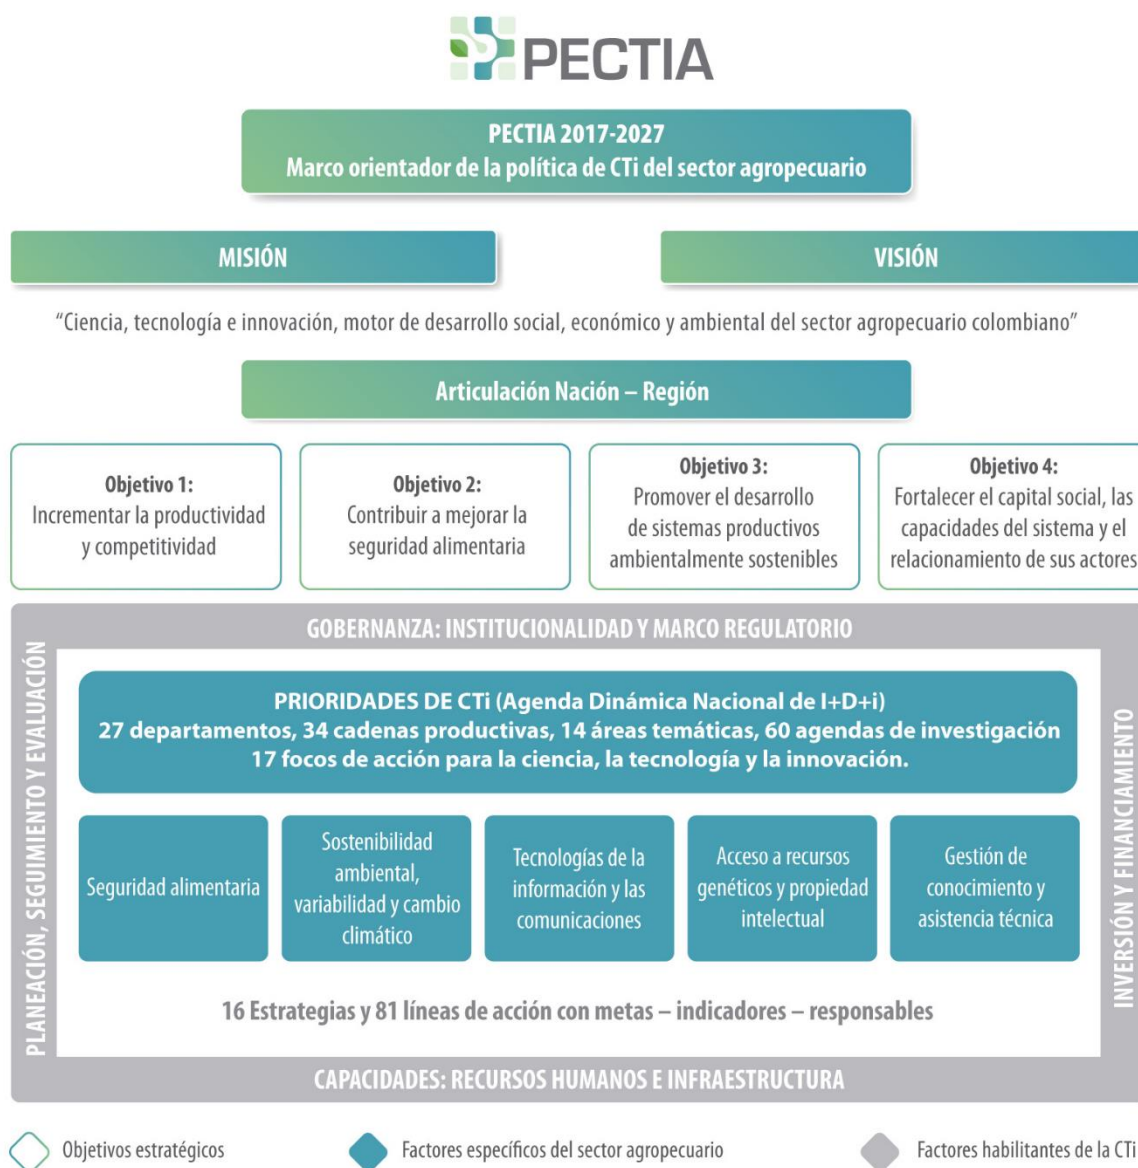 PECTIA
PECTIA 2017-2027
Marco orientador de la política de CTi del sector agropecuario
MISIÓN
VISIÓN
“Ciencia, tecnología e innovación, motor de desarrollo social, económico y ambiental del sector agropecuario colombiano”
Articulación Nación – Región
Objetivo 1:
Incrementar la productividad
y competitividad
Objetivo 2:
Contribuir a mejorar la
seguridad alimentaria
Objetivo 3:
Promover el desarrollo
de sistemas productivos
ambientalmente sostenibles
Objetivo 4:
Fortalecer el capital social, las
capacidades del sistema y el
relacionamiento de sus actores
GOBERNANZA: INSTITUCIONALIDAD Y MARCO REGULATORIO
PLANEACIÓN, SEGUIMIENTO Y EVALUACIÓN
PRIORIDADES DE CTi (Agenda Dinámica Nacional de I+D+i)
27 departamentos, 34 cadenas productivas, 14 áreas temáticas, 60 agendas de investigación
17 focos de acción para la ciencia, la tecnología y la innovación.
Seguridad alimentaria
Sostenibilidad
ambiental,
variabilidad y cambio
climático
Tecnologías de la
información y las
comunicaciones
Acceso a recursos
genéticos y propiedad
intelectual
Gestión de
conocimiento y
asistencia técnica
16 Estrategias y 81 líneas de acción con metas – indicadores – responsables
INVERSIÓN Y FINANCIAMIENTO
CAPACIDADES: RECURSOS HUMANOS E INFRAESTRUCTURA
Objetivos estratégicos
Factores específicos del sector agropecuario
Factores habilitantes de la CTi